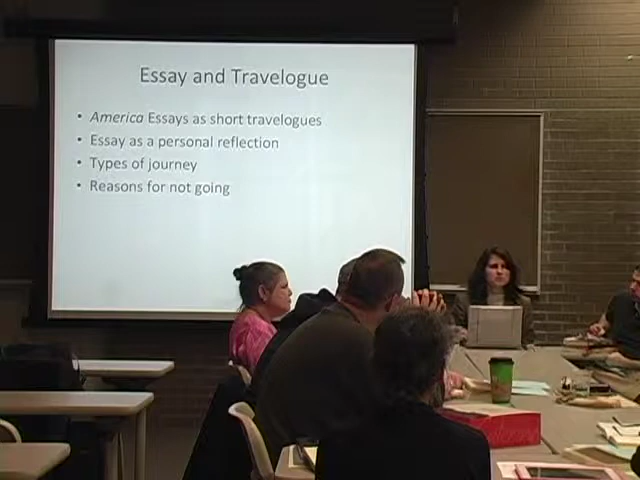 Essay and Travelogue
• America Essays as short travelogues
• Essay as a personal reflection
• Types of journey
• Reasons for not going